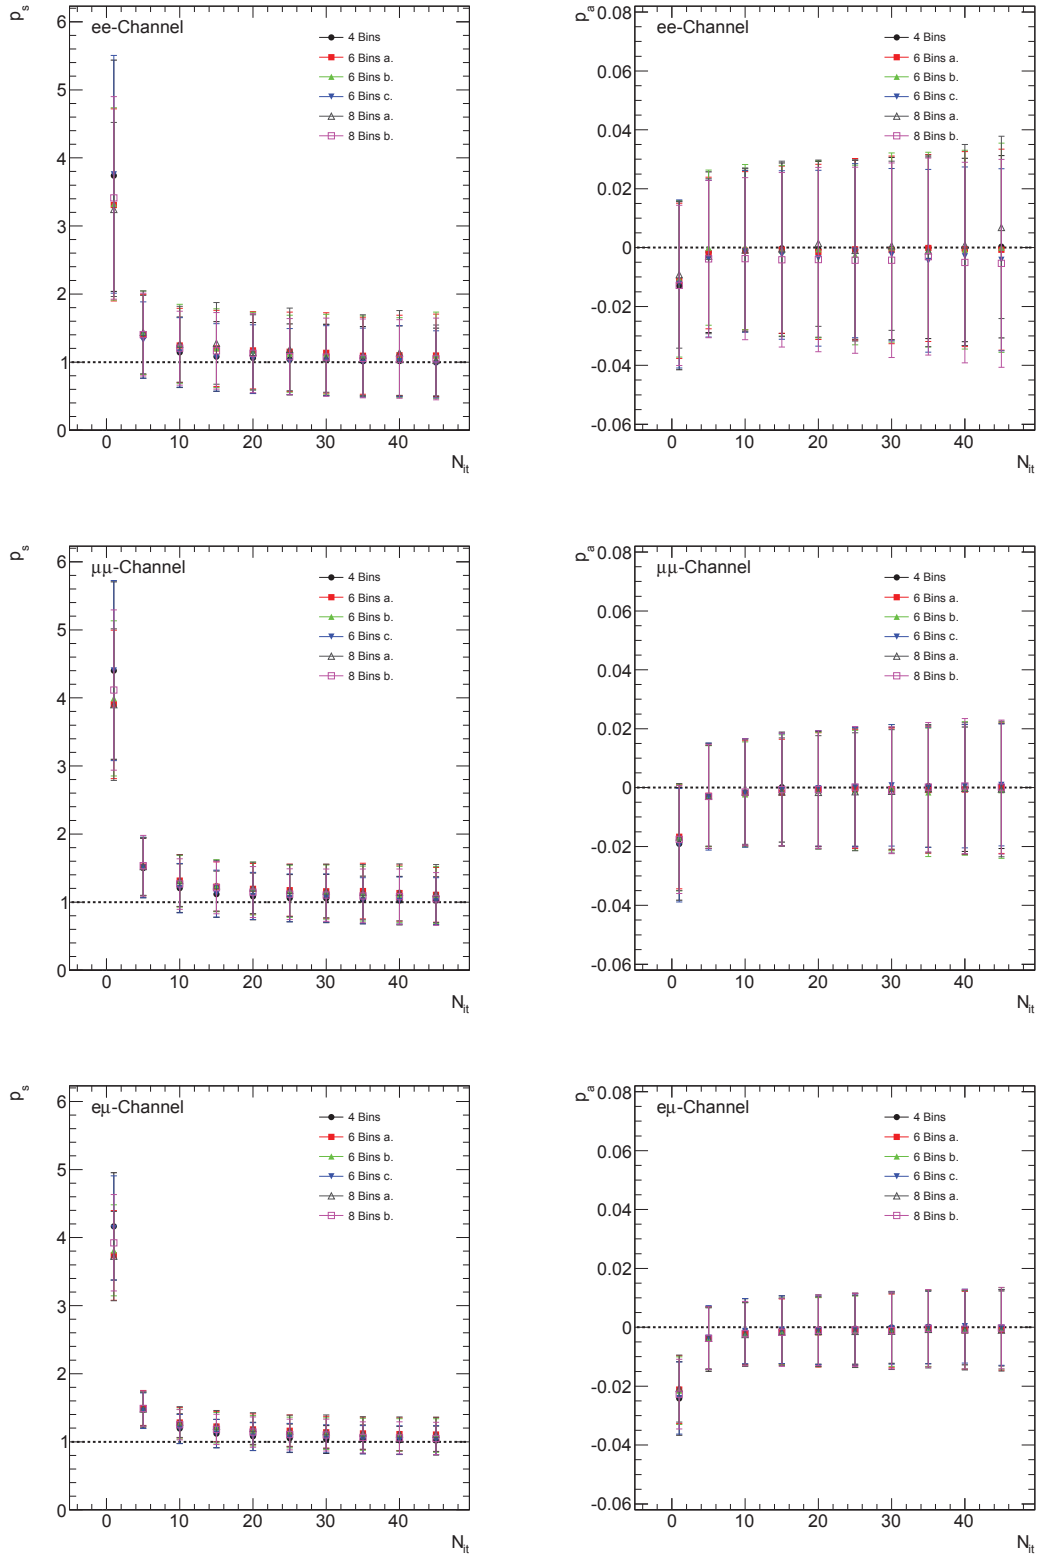 p_s
ee-Channel
4 Bins
6 Bins a.
6 Bins b.
6 Bins c.
8 Bins a.
8 Bins b.
6
5
4
3
2
1
0
0 10 20 30 40
N_it
p_a
ee-Channel
4 Bins
6 Bins a.
6 Bins b.
6 Bins c.
8 Bins a.
8 Bins b.
0.08
0.06
0.04
0.02
0
-0.02
-0.04
-0.06
0 10 20 30 40
N_it
p_s
μμ-Channel
4 Bins
6 Bins a.
6 Bins b.
6 Bins c.
8 Bins a.
8 Bins b.
6
5
4
3
2
1
0
0 10 20 30 40
N_it
p_a
μμ-Channel
4 Bins
6 Bins a.
6 Bins b.
6 Bins c.
8 Bins a.
8 Bins b.
0.08
0.06
0.04
0.02
0
-0.02
-0.04
-0.06
0 10 20 30 40
N_it
p_s
eμ-Channel
4 Bins
6 Bins a.
6 Bins b.
6 Bins c.
8 Bins a.
8 Bins b.
6
5
4
3
2
1
0
0 10 20 30 40
N_it
p_a
eμ-Channel
4 Bins
6 Bins a.
6 Bins b.
6 Bins c.
8 Bins a.
8 Bins b.
0.08
0.06
0.04
0.02
0
-0.02
-0.04
-0.06
0 10 20 30 40
N_it